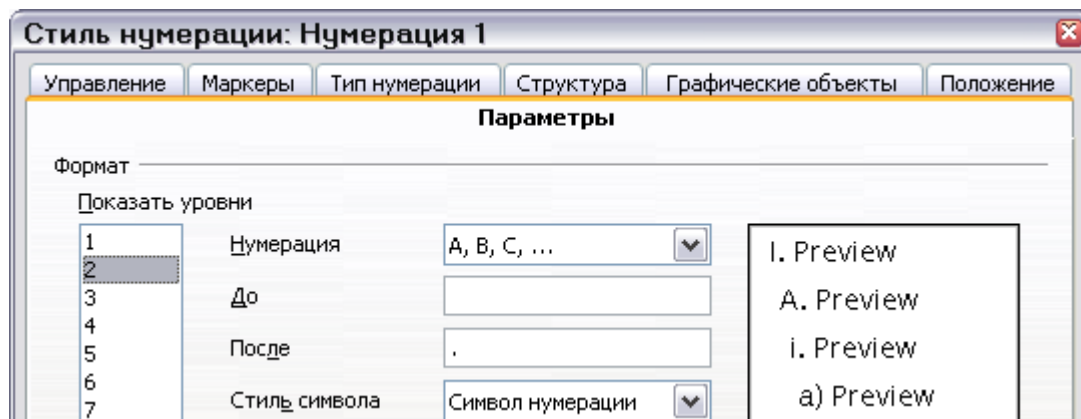 Стиль нумерации: Нумерация 1
Управление Маркеры Тип нумерации Структура Графические объекты Положение
Параметры
Формат
Показать уровни
1
2
3
4
5
6
7
Нумерация A, B, C, ...
До
После .
Стиль символа Символ нумерации
I. Preview
A. Preview
i. Preview
a) Preview